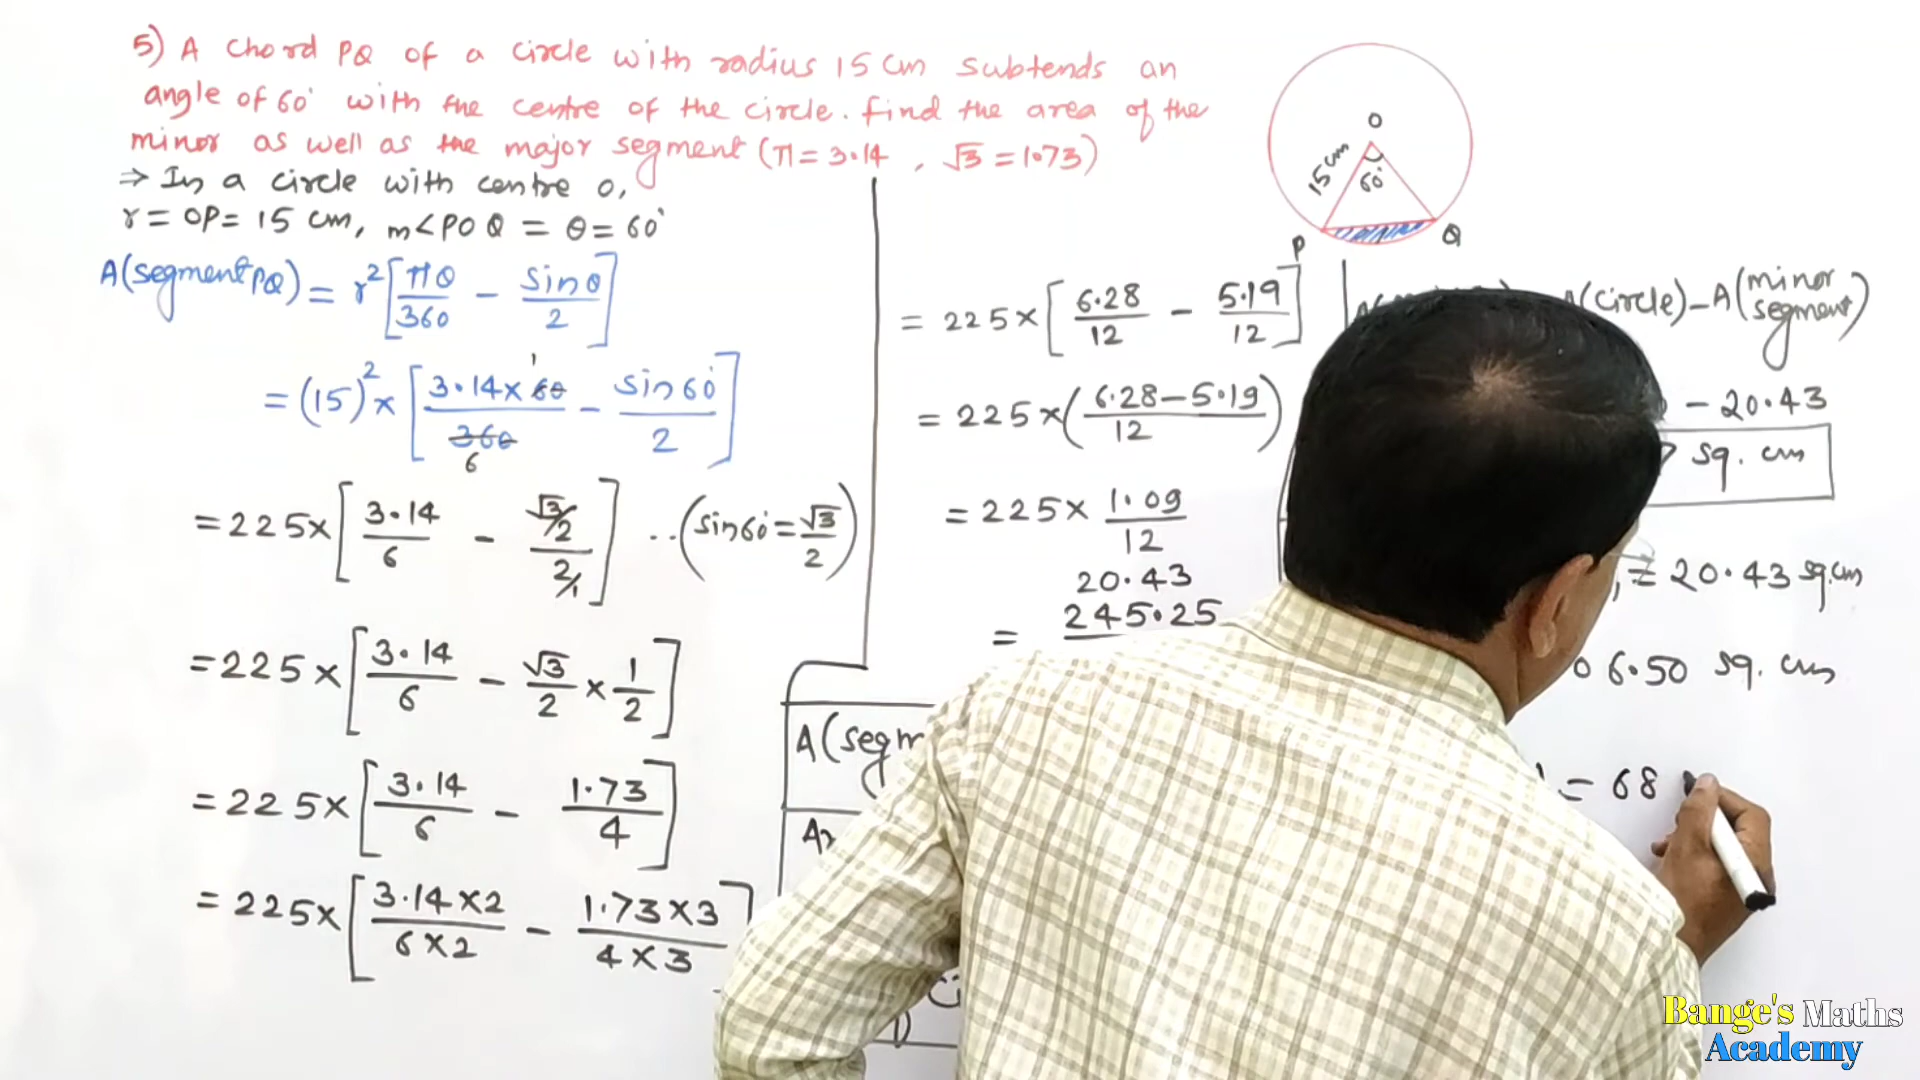 5) A chord PQ of a circle with radius 15 cm subtends an
angle of 60° with the centre of the circle. find the area of the
minor as well as the major segment (π = 3.14 , √3 = 1.73)
⇒ In a circle with centre O,
r = OP = 15 cm, m∠POQ = θ = 60°
A(segment PQ) = r² [πθ/360 − sinθ/2]
= (15)² × [3.14 × 60/360 − sin60°/2]
1
6
= 225 × [3.14/6 − √3/2 / 2/1] .. (sin60° = √3/2)
= 225 × [3.14/6 − √3/2 × 1/2]
= 225 × [3.14/6 − 1.73/4]
= 225 × [3.14×2 / 6×2 − 1.73×3 / 4×3]
= 225 × [6.28/12 − 5.19/12]
= 225 × (6.28 − 5.19 / 12)
= 225 × 1.09/12
20.43
= 245.25
A(segm
Ar
O
15 cm
60°
P
Q
A(circle) − A(minor segment)
− 20.43
7 sq. cm
= 20.43 sq.cm
06.50 sq. cm
= 68
Bange's Maths
Academy